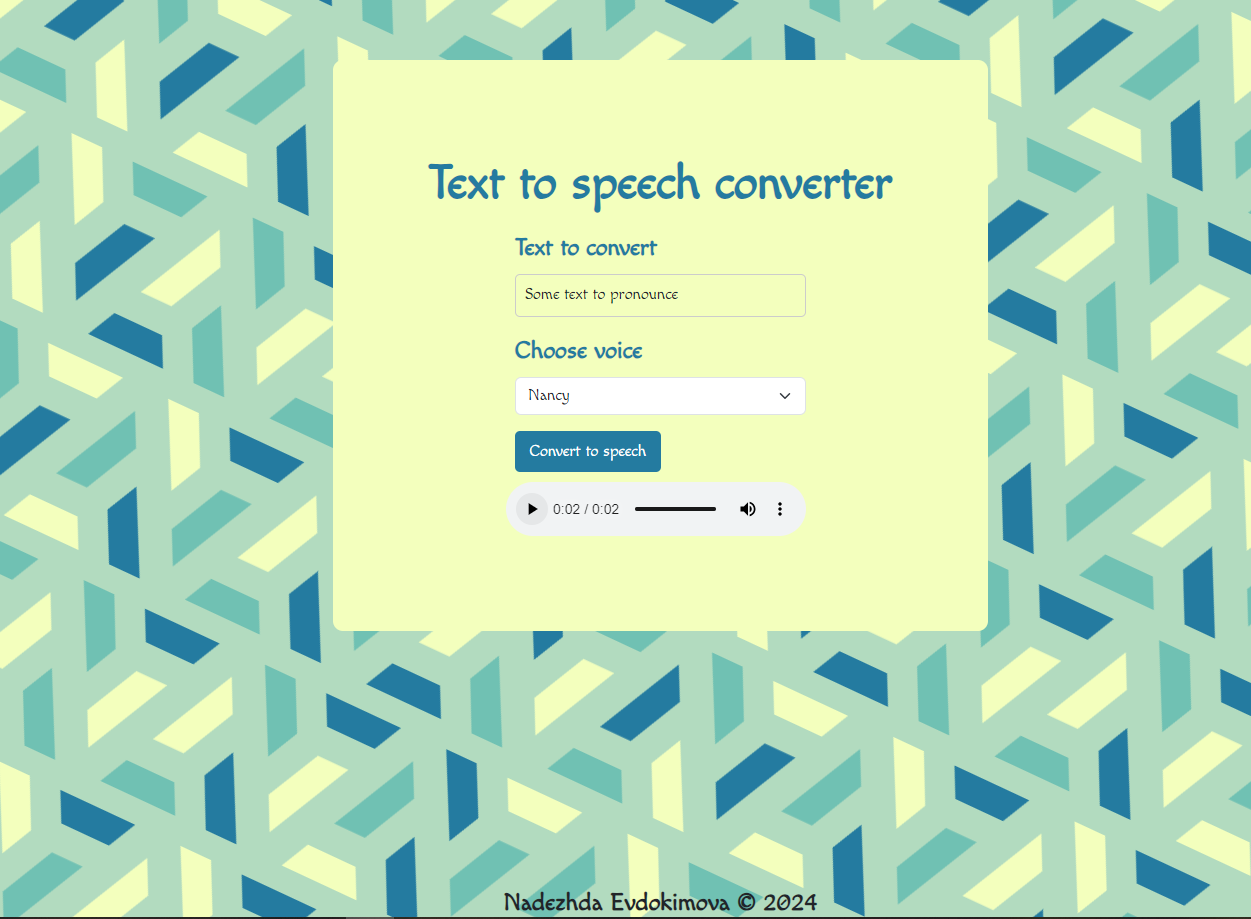 Text to speech converter
Text to convert
Some text to pronounce
Choose voice
Nancy
Convert to speech
0:02 / 0:02
Nadezhda Evdokimova © 2024